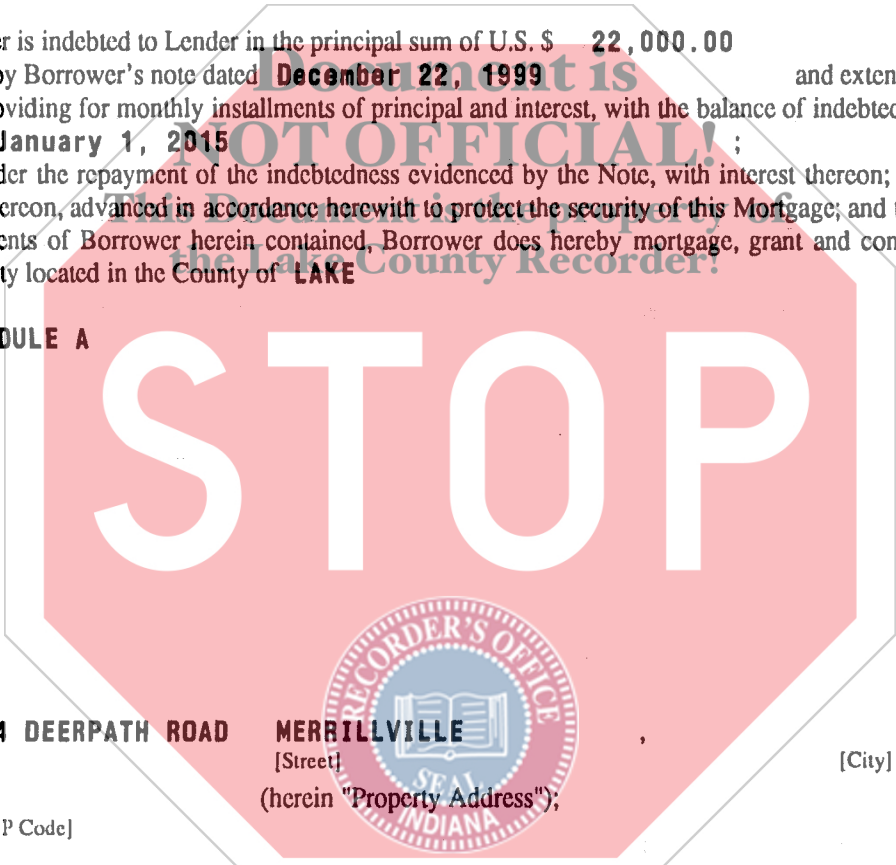 er is indebted to Lender in the principal sum of U.S. $ 22,000.00
by Borrower's note dated December 22, 1999 and exten
oviding for monthly installments of principal and interest, with the balance of indebted
January 1, 2015 ;
der the repayment of the indebtedness evidenced by the Note, with interest thereon;
ereon, advanced in accordance herewith to protect the security of this Mortgage; and
ents of Borrower herein contained, Borrower does hereby mortgage, grant and con
ty located in the County of LAKE
Document is
NOT OFFICIAL!
This Document is the property of
the Lake County Recorder!
DULE A
STOP
RECORDER'S OFFICE
SEAL
INDIANA
4 DEERPATH ROAD MERRILLVILLE ,
[Street] [City]
(herein "Property Address");
P Code]